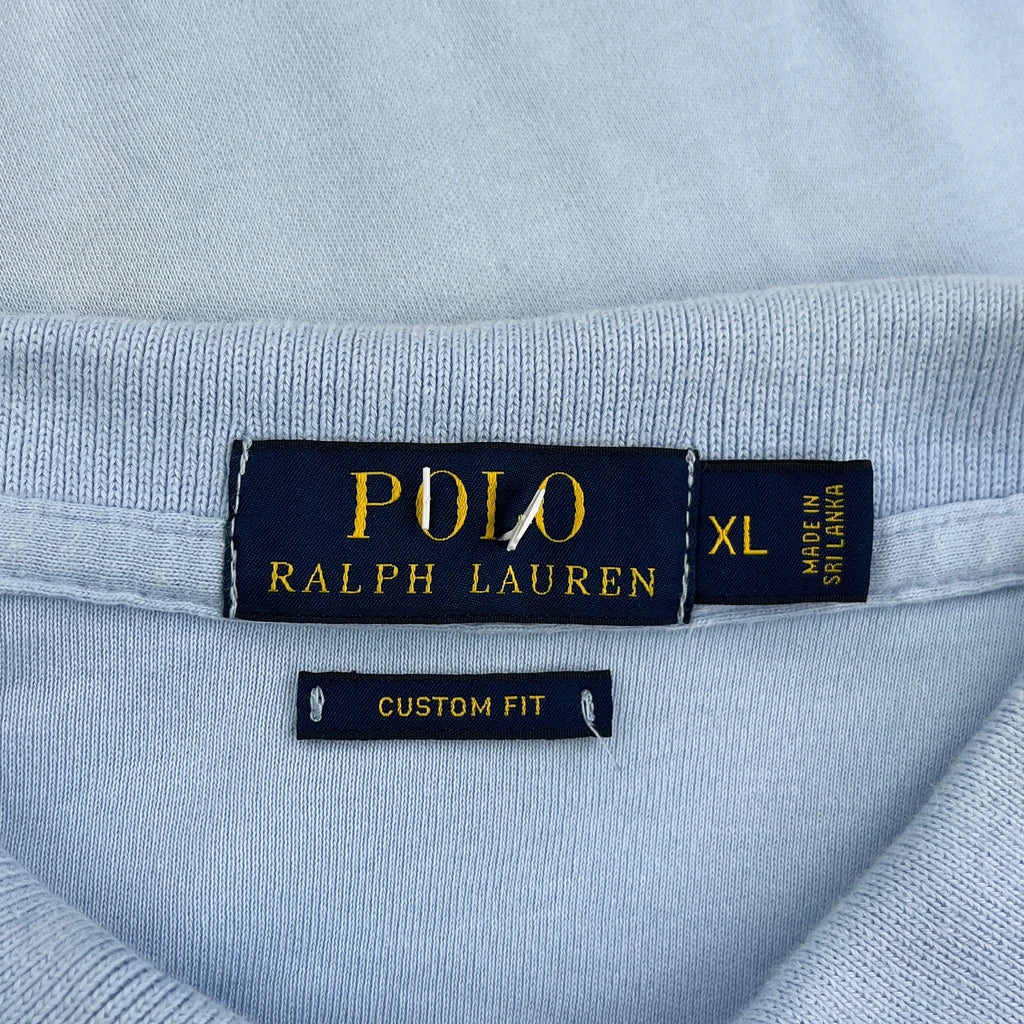 POLO
RALPH LAUREN
XL
MADE IN
SRI LANKA
CUSTOM FIT